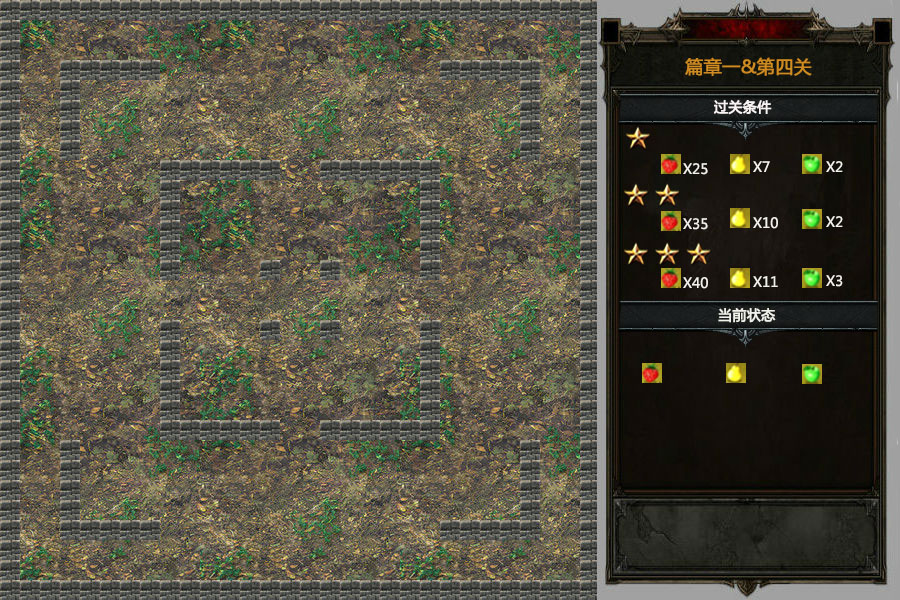 篇章一&第四关
过关条件
X25 X7 X2
X35 X10 X2
X40 X11 X3
当前状态